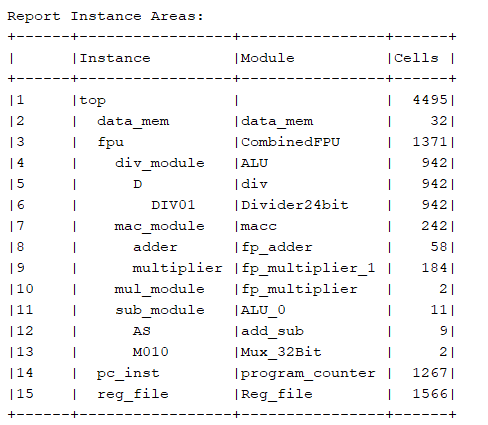 Report Instance Areas:
+------+-----------------+----------------+------+
|      |Instance         |Module          |Cells |
+------+-----------------+----------------+------+
|1     |top              |                |  4495|
|2     |  data_mem       |data_mem        |    32|
|3     |  fpu            |CombinedFPU     |  1371|
|4     |    div_module   |ALU             |   942|
|5     |      D          |div             |   942|
|6     |        DIV01    |Divider24bit    |   942|
|7     |    mac_module   |macc            |   242|
|8     |      adder      |fp_adder        |    58|
|9     |      multiplier |fp_multiplier_1 |   184|
|10    |    mul_module   |fp_multiplier   |     2|
|11    |    sub_module   |ALU_0           |    11|
|12    |      AS         |add_sub         |     9|
|13    |      M010       |Mux_32Bit       |     2|
|14    |  pc_inst        |program_counter |  1267|
|15    |  reg_file       |Reg_file        |  1566|
+------+-----------------+----------------+------+